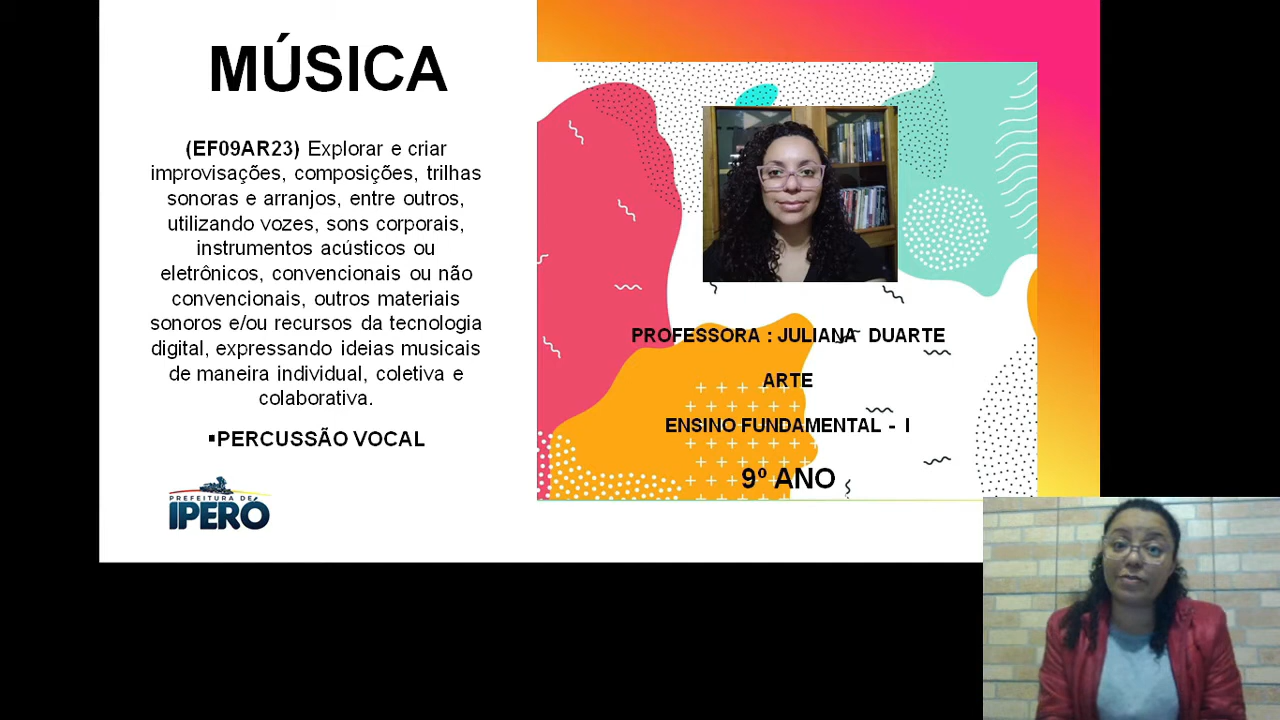 MÚSICA
(EF09AR23) Explorar e criar
improvisações, composições, trilhas
sonoras e arranjos, entre outros,
utilizando vozes, sons corporais,
instrumentos acústicos ou
eletrônicos, convencionais ou não
convencionais, outros materiais
sonoros e/ou recursos da tecnologia
digital, expressando ideias musicais
de maneira individual, coletiva e
colaborativa.
▪PERCUSSÃO VOCAL
PREFEITURA DE
IPERÓ
PROFESSORA : JULIANA DUARTE
ARTE
ENSINO FUNDAMENTAL - I
9º ANO